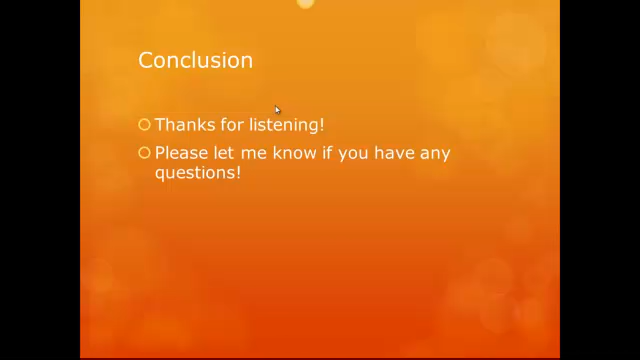 Conclusion
Thanks for listening!
Please let me know if you have any
questions!